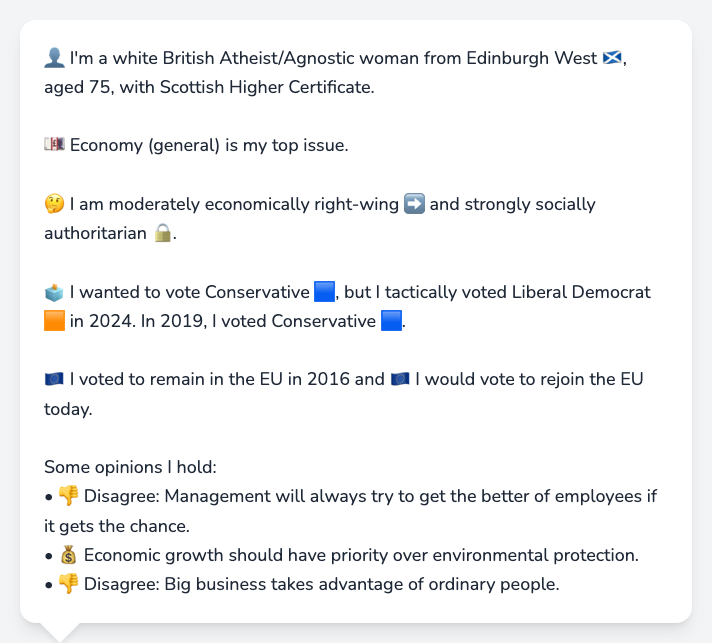 👤 I'm a white British Atheist/Agnostic woman from Edinburgh West 🏴󠁧󠁢󠁳󠁣󠁴󠁿,
aged 75, with Scottish Higher Certificate.
💷 Economy (general) is my top issue.
🤔 I am moderately economically right-wing ➡️ and strongly socially
authoritarian 🔒.
🗳️ I wanted to vote Conservative 🟦, but I tactically voted Liberal Democrat
🟧 in 2024. In 2019, I voted Conservative 🟦.
🇪🇺 I voted to remain in the EU in 2016 and 🇪🇺 I would vote to rejoin the EU
today.
Some opinions I hold:
• 👎 Disagree: Management will always try to get the better of employees if
it gets the chance.
• 💰 Economic growth should have priority over environmental protection.
• 👎 Disagree: Big business takes advantage of ordinary people.